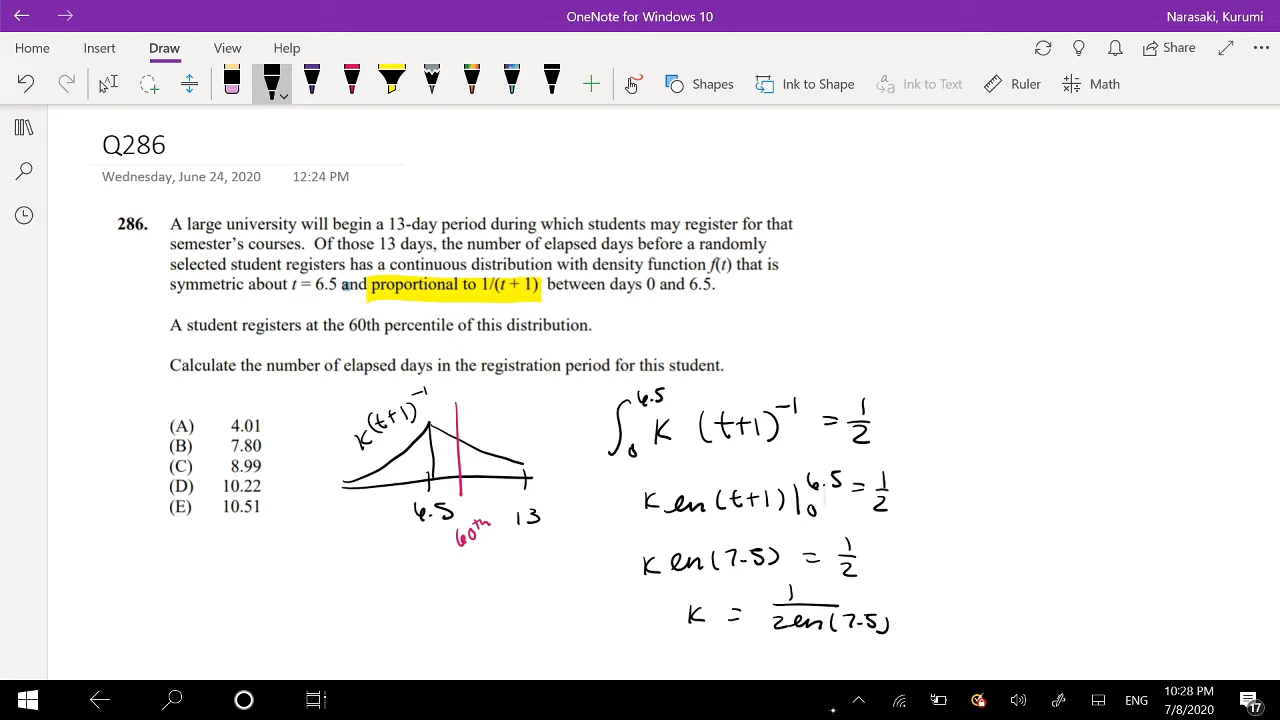 OneNote for Windows 10
Narasaki, Kurumi
Home Insert Draw View Help
Share
Shapes Ink to Shape Ink to Text Ruler Math
Q286
Wednesday, June 24, 2020 12:24 PM
286. A large university will begin a 13-day period during which students may register for that
semester's courses. Of those 13 days, the number of elapsed days before a randomly
selected student registers has a continuous distribution with density function f(t) that is
symmetric about t = 6.5 and proportional to 1/(t + 1) between days 0 and 6.5.
A student registers at the 60th percentile of this distribution.
Calculate the number of elapsed days in the registration period for this student.
(A) 4.01
(B) 7.80
(C) 8.99
(D) 10.22
(E) 10.51
K(t+1)⁻¹
6.5
13
60th
∫₀^6.5 K (t+1)⁻¹ = 1/2
K ln(t+1)|₀^6.5 = 1/2
K ln(7.5) = 1/2
K = 1/2ln(7.5)
ENG
10:28 PM
7/8/2020
17